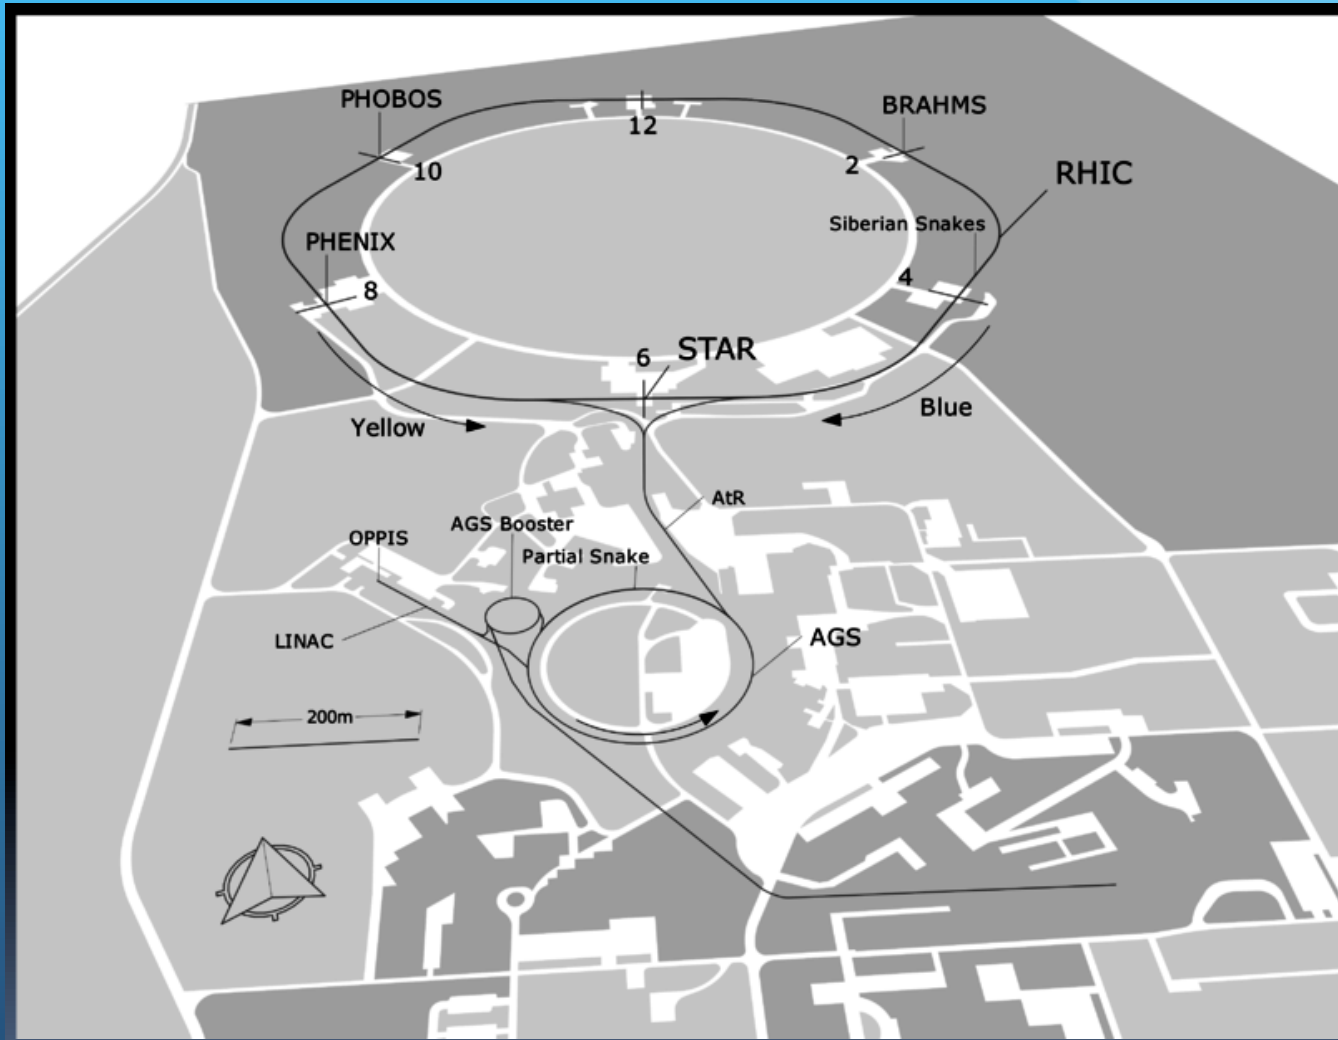 PHOBOS
BRAHMS
12
10
2
RHIC
Siberian Snakes
PHENIX
8
4
6
STAR
Yellow
Blue
AtR
AGS Booster
OPPIS
Partial Snake
LINAC
AGS
200m